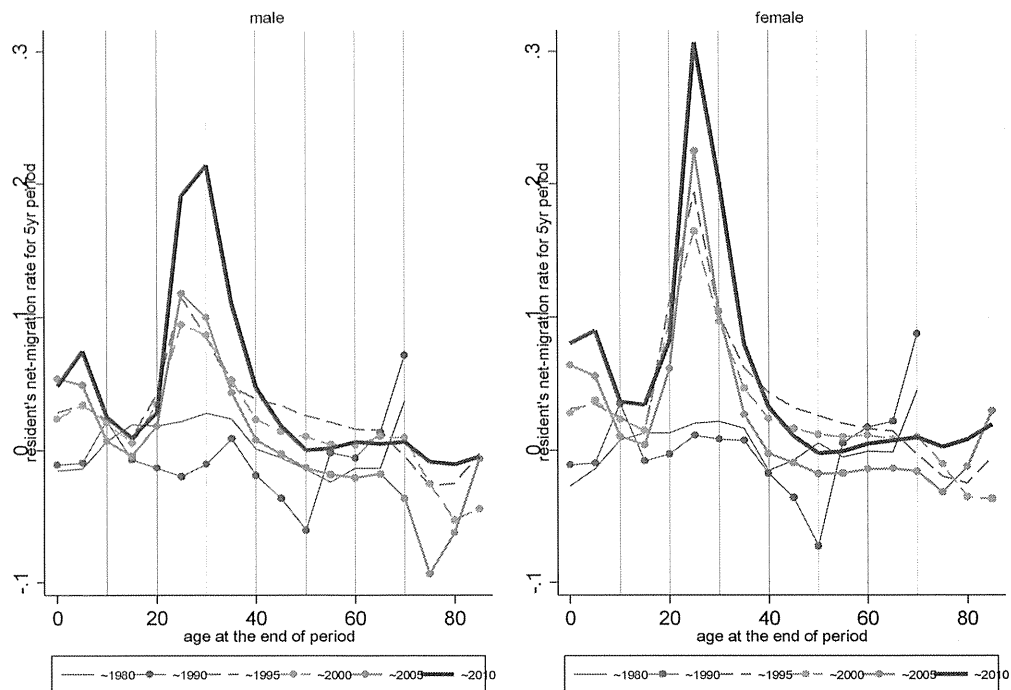 male
resident's net-migration rate for 5yr period
.3
.2
.1
0
-.1
0 20 40 60 80
age at the end of period
~1980 ~1990 ~1995 ~2000 ~2005 ~2010
female
resident's net-migration rate for 5yr period
.3
.2
.1
0
-.1
0 20 40 60 80
age at the end of period
~1980 ~1990 ~1995 ~2000 ~2005 ~2010